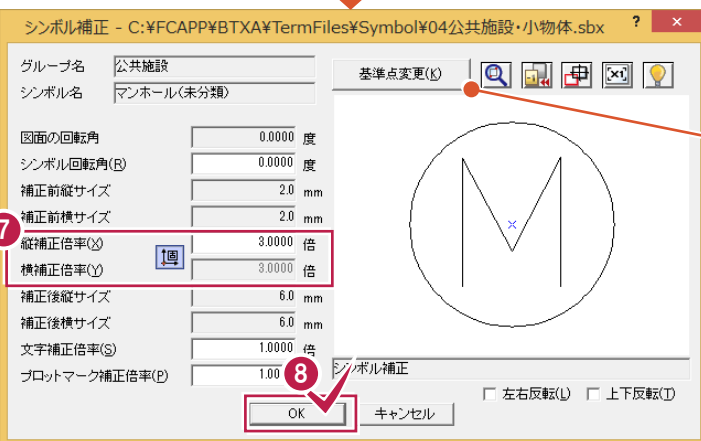 シンボル補正 - C:¥FCAPP¥BTXA¥TermFiles¥Symbol¥04公共施設・小物体.sbx ? ×
グループ名 公共施設
シンボル名 マンホール(未分類)
基準点変更(K)
図面の回転角 0.0000 度
シンボル回転角(R) 0.0000 度
補正前縦サイズ 2.0 mm
補正前横サイズ 2.0 mm
7
縦補正倍率(X) 固 3.0000 倍
横補正倍率(Y) 3.0000 倍
補正後縦サイズ 6.0 mm
補正後横サイズ 6.0 mm
文字補正倍率(S) 1.0000 倍
プロットマーク補正倍率(P) 1.00
8
シンボル補正
左右反転(L) 上下反転(T)
OK キャンセル
×1
M